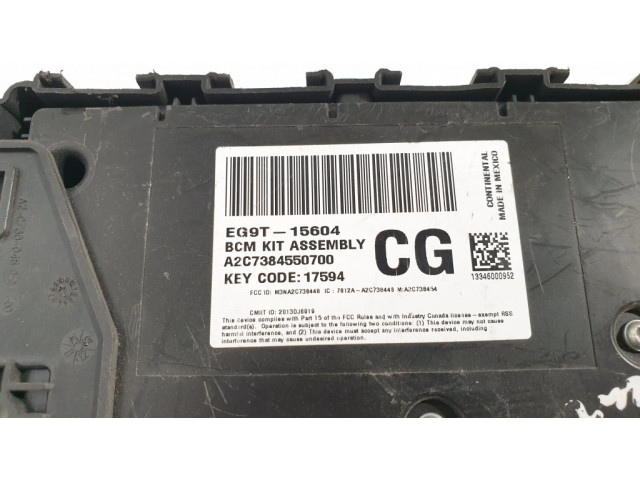 EG9T-15604
BCM KIT ASSEMBLY
A2C7384550700
KEY CODE: 17594
CG
CONTINENTAL
MADE IN MEXICO
13346000952
FCC ID: M3NA2C738448 IC: 7812A-A2C738448 M:A2C738454
CMIIT ID: 2013DJ6919
This device complies with Part 15 of the FCC Rules and with Industry Canada license-exempt RSS
standard(s). Operation is subject to the following two conditions: (1) this device may not cause
harmful interference, and (2) This device must accept any interference received, including
interference that may cause undesired operation.